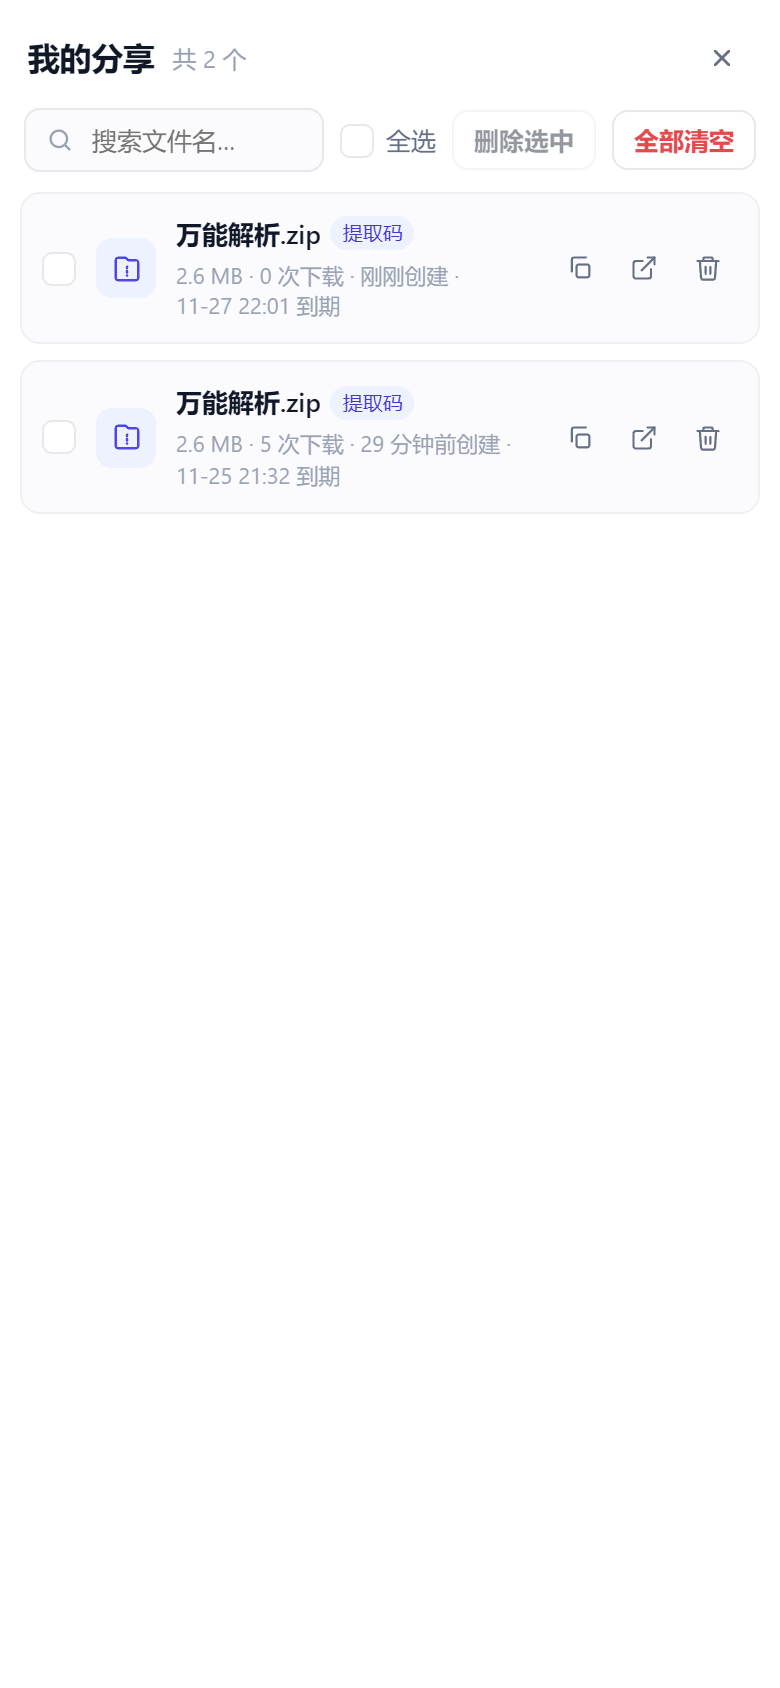 我的分享 共 2 个
搜索文件名... 全选 删除选中 全部清空
万能解析.zip 提取码
2.6 MB · 0 次下载 · 刚刚创建 ·
11-27 22:01 到期
万能解析.zip 提取码
2.6 MB · 5 次下载 · 29 分钟前创建 ·
11-25 21:32 到期